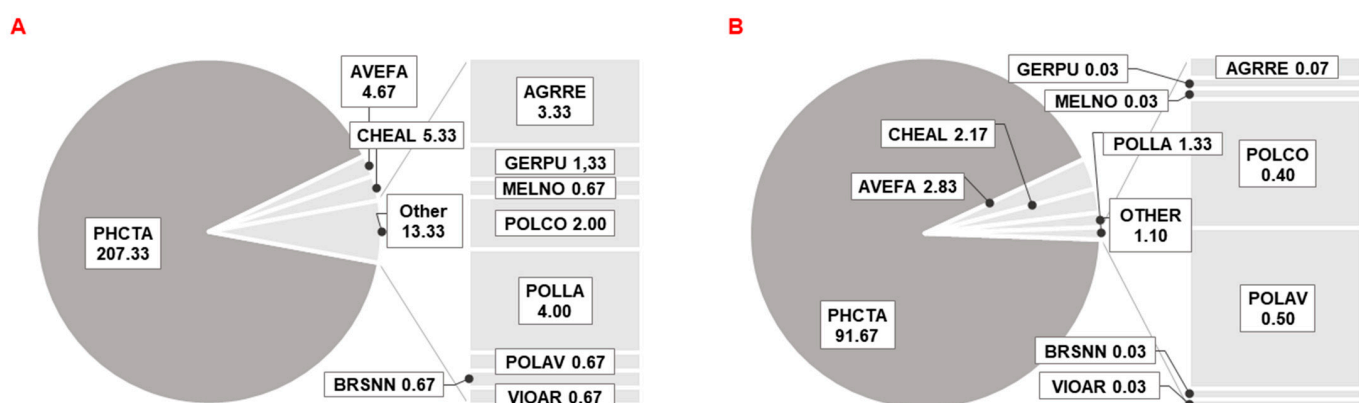 A
AVEFA
4.67
CHEAL 5.33
Other
13.33
PHCTA
207.33
AGRRE
3.33
GERPU 1,33
MELNO 0.67
POLCO 2.00
POLLA
4.00
POLAV 0.67
BRSNN 0.67
VIOAR 0.67
B
GERPU 0.03
MELNO 0.03
CHEAL 2.17
POLLA 1.33
AVEFA 2.83
OTHER
1.10
PHCTA
91.67
AGRRE 0.07
POLCO
0.40
POLAV
0.50
BRSNN 0.03
VIOAR 0.03